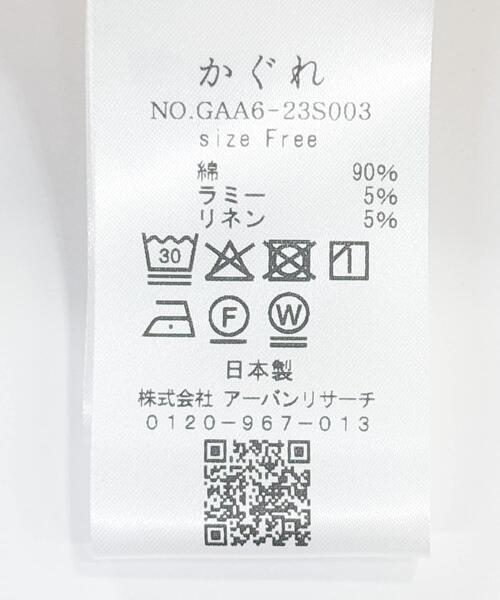 かぐれ
NO.GAA6-23S003
size Free
綿 90%
ラミー 5%
リネン 5%
30
F W
日本製
株式会社 アーバンリサーチ
0120-967-013